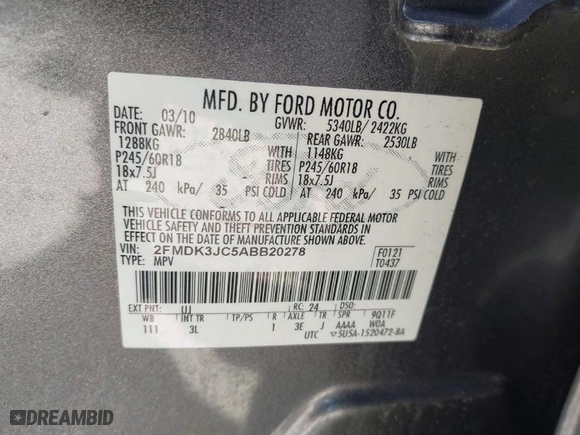 MFD. BY FORD MOTOR CO.
DATE: 03/10 GVWR: 5340LB/ 2422KG
FRONT GAWR: 2840LB REAR GAWR: 2530LB
1288KG 1148KG
P245/60R18 TIRES P245/60R18 TIRES
18x7.5J RIMS 18x7.5J RIMS
AT 240 kPa/ 35 PSI COLD AT 240 kPa/ 35 PSI COLD
THIS VEHICLE CONFORMS TO ALL APPLICABLE FEDERAL MOTOR
VEHICLE SAFETY AND THEFT PREVENTION STANDARDS IN
EFFECT ON THE DATE OF MANUFACTURE SHOWN ABOVE.
VIN: 2FMDK3JC5ABB20278 F0121
TYPE: MPV T0437
EXT PNT: UJ RC: 24 DSO:
WB INT TR TP/PS R AXLE TR SPR 9Q11F
111 3L 1 3E J AAAA WOA
UTC 5U5A-1520472-BA
DREAMBID